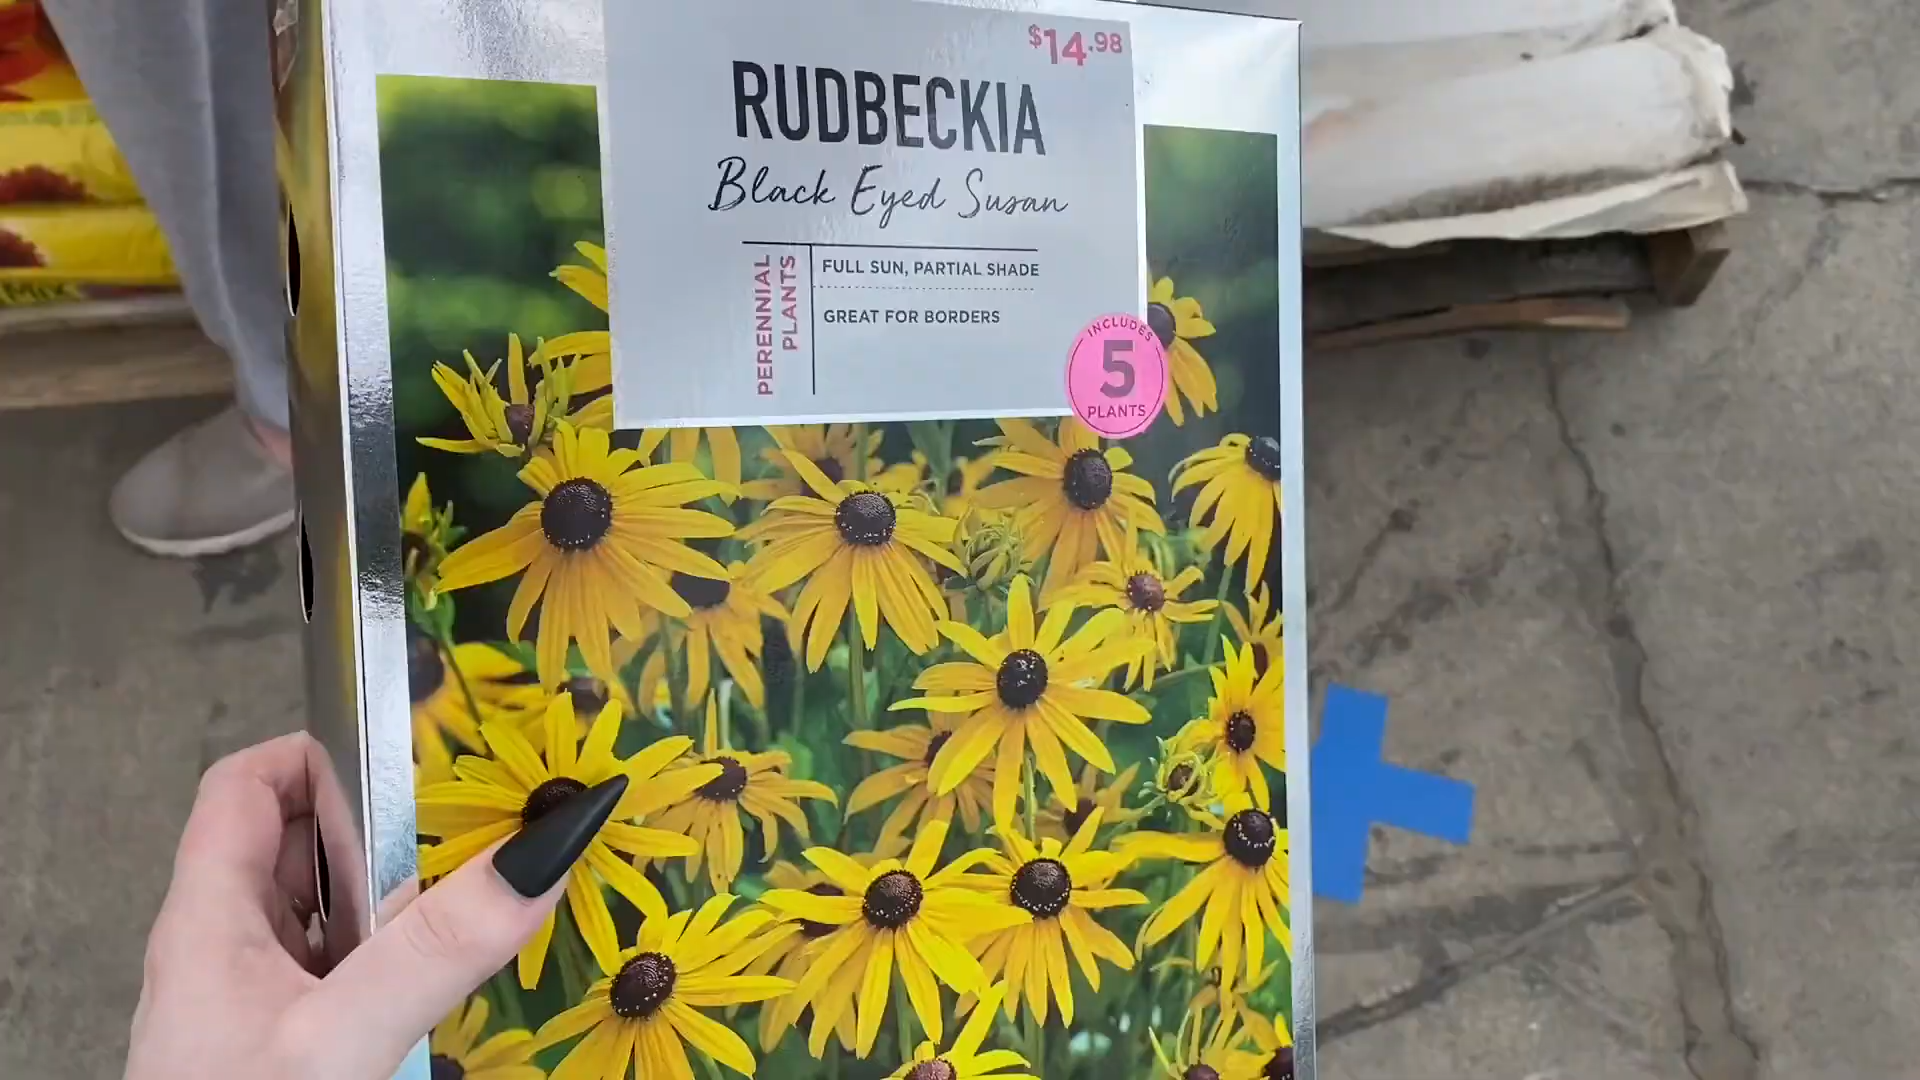 $14.98
RUDBECKIA
Black Eyed Susan
PERENNIAL
PLANTS
FULL SUN, PARTIAL SHADE
GREAT FOR BORDERS
INCLUDES
5
PLANTS